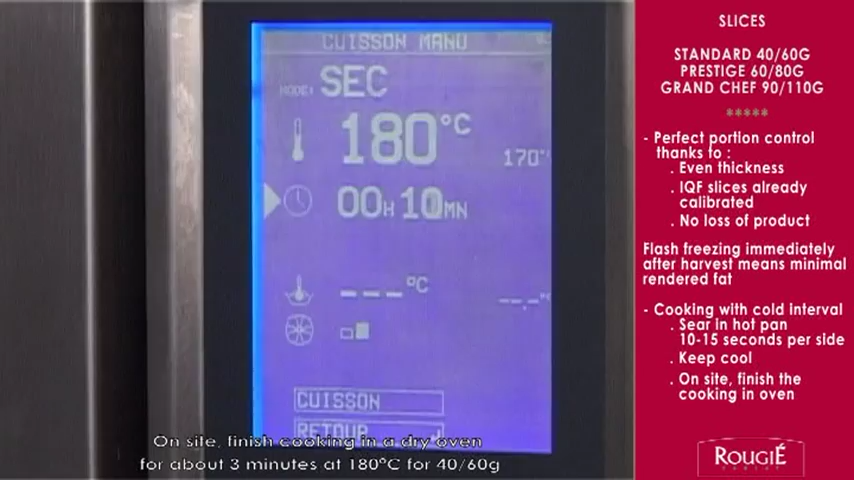 CUISSON MANU
MODE: SEC
180°C
170°
00H 10MN
---°C
--.-°C
CUISSON
RETOUR
On site, finish cooking in a dry oven
for about 3 minutes at 180°C for 40/60g
SLICES
STANDARD 40/60G
PRESTIGE 60/80G
GRAND CHEF 90/110G
*****
- Perfect portion control
thanks to :
. Even thickness
. IQF slices already
calibrated
. No loss of product
Flash freezing immediately
after harvest means minimal
rendered fat
- Cooking with cold interval
. Sear in hot pan
10-15 seconds per side
. Keep cool
. On site, finish the
cooking in oven
ROUGIÉ